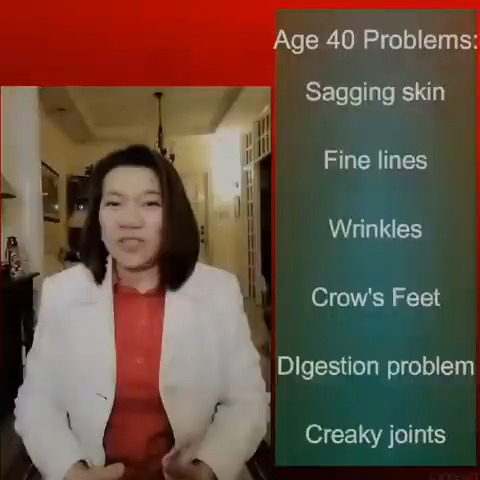 Age 40 Problems:
Sagging skin
Fine lines
Wrinkles
Crow's Feet
DIgestion problem
Creaky joints